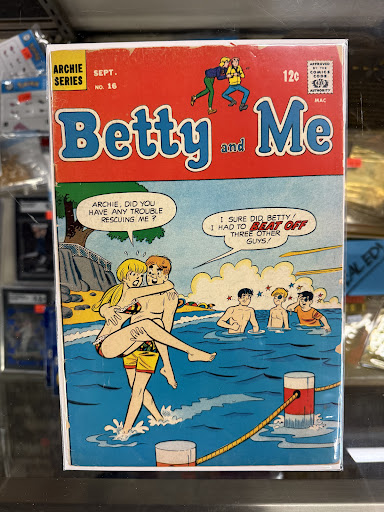 ARCHIE
SERIES
SEPT.
NO. 16
12¢
APPROVED
BY THE
COMICS
CODE
AUTHORITY
MAC
Betty and Me
ARCHIE, DID YOU
HAVE ANY TROUBLE
RESCUING ME?
I SURE DID, BETTY!
I HAD TO BEAT OFF
THREE OTHER
GUYS!